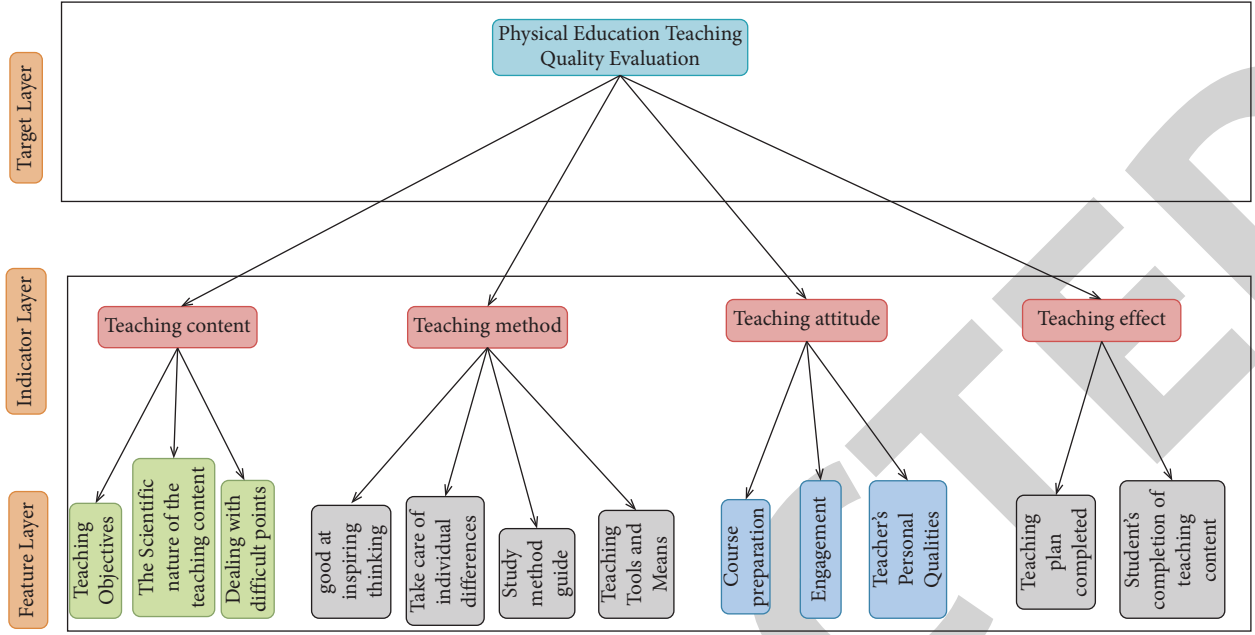 Target Layer
Physical Education Teaching
Quality Evaluation
Indicator Layer
Teaching content
Teaching method
Teaching attitude
Teaching effect
Feature Layer
Teaching
Objectives
The Scientific
nature of the
teaching content
Dealing with
difficult points
good at
inspiring
thinking
Take care of
individual
differences
Study
method
guide
Teaching
Tools and
Means
Course
preparation
Engagement
Teacher's
Personal
Qualities
Teaching
plan
completed
Student's
completion of
teaching
content
CTED